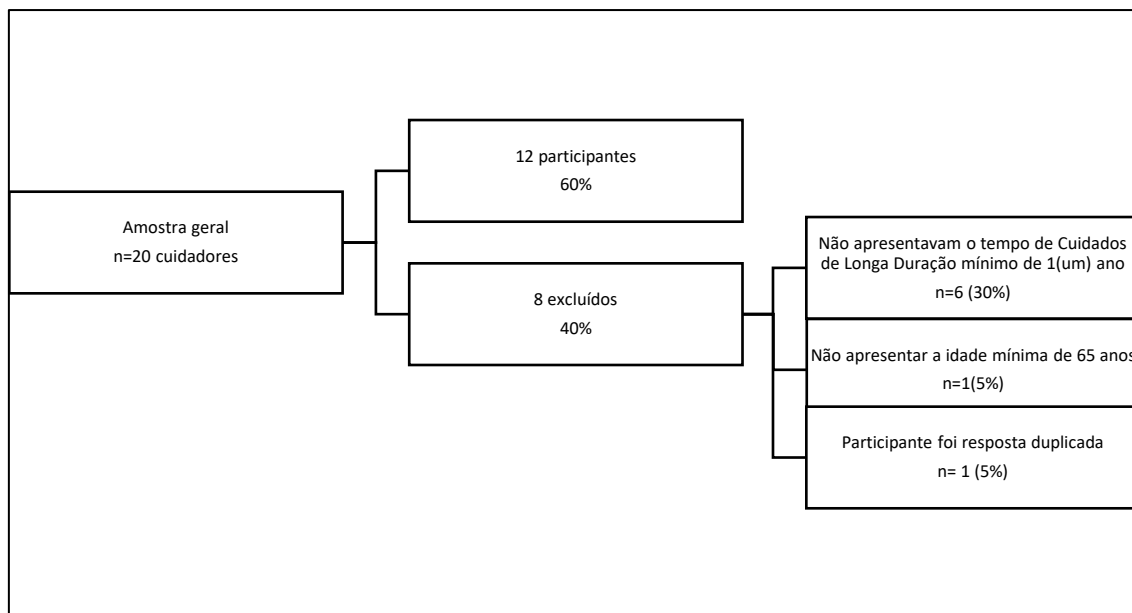 Amostra geral
n=20 cuidadores
12 participantes
60%
8 excluídos
40%
Não apresentavam o tempo de Cuidados
de Longa Duração mínimo de 1(um) ano
n=6 (30%)
Não apresentar a idade mínima de 65 anos
n=1(5%)
Participante foi resposta duplicada
n= 1 (5%)